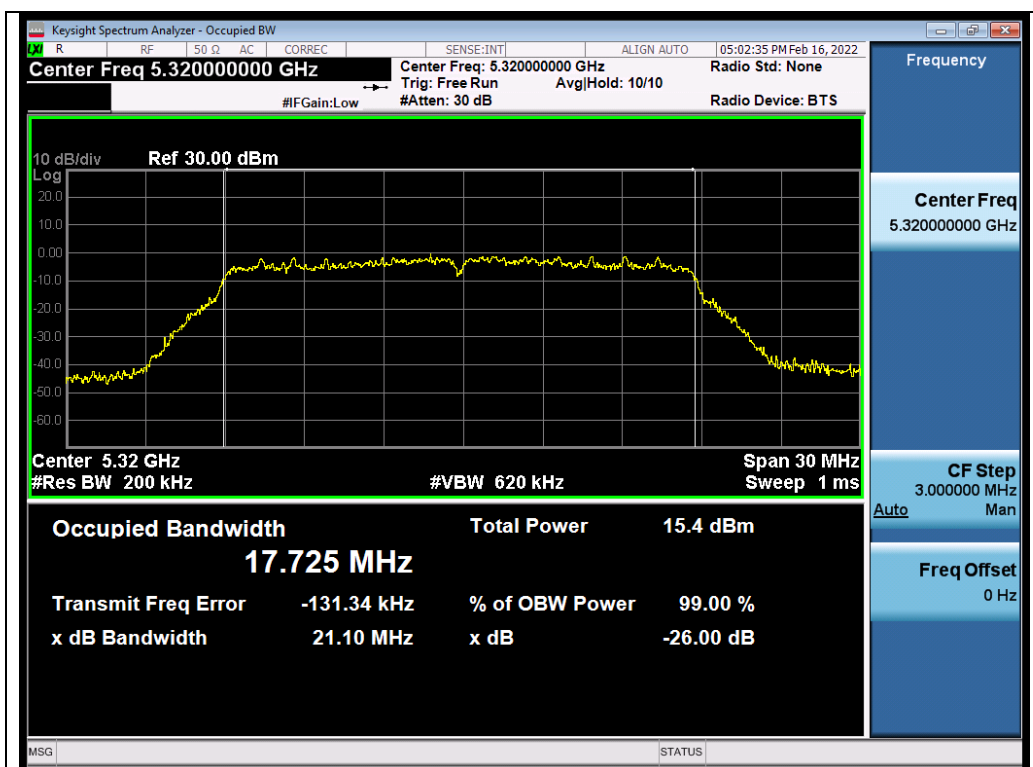 Keysight Spectrum Analyzer - Occupied BW
LXI R RF 50 Ω AC CORREC SENSE:INT ALIGN AUTO 05:02:35 PM Feb 16, 2022
Center Freq 5.320000000 GHz
#IFGain:Low
Center Freq: 5.320000000 GHz
Trig: Free Run Avg|Hold: 10/10
#Atten: 30 dB
Radio Std: None
Radio Device: BTS
10 dB/div Ref 30.00 dBm
Log
20.0
10.0
0.00
-10.0
-20.0
-30.0
-40.0
-50.0
-60.0
Center 5.32 GHz Span 30 MHz
#Res BW 200 kHz #VBW 620 kHz Sweep 1 ms
Occupied Bandwidth Total Power 15.4 dBm
17.725 MHz
Transmit Freq Error -131.34 kHz % of OBW Power 99.00 %
x dB Bandwidth 21.10 MHz x dB -26.00 dB
MSG STATUS
Frequency
Center Freq
5.320000000 GHz
CF Step
3.000000 MHz
Auto Man
Freq Offset
0 Hz